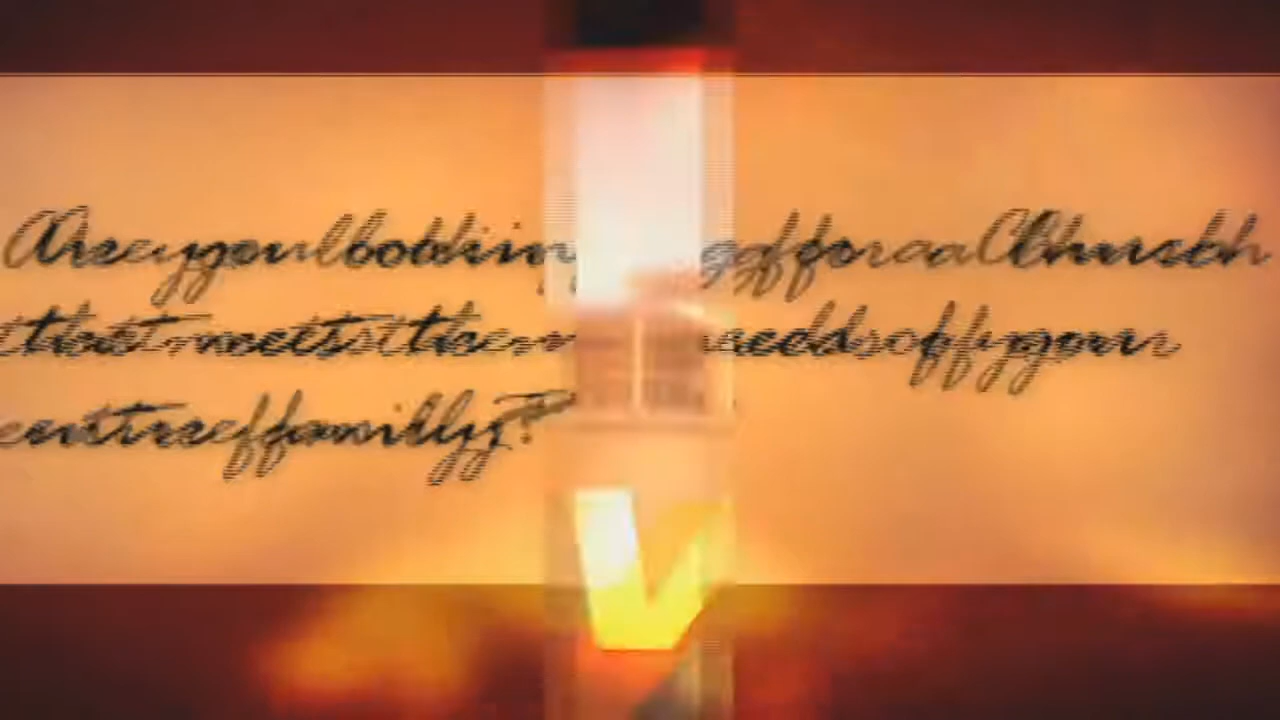 Are you looking for a Church
that meets the needs of your
entire family?
V